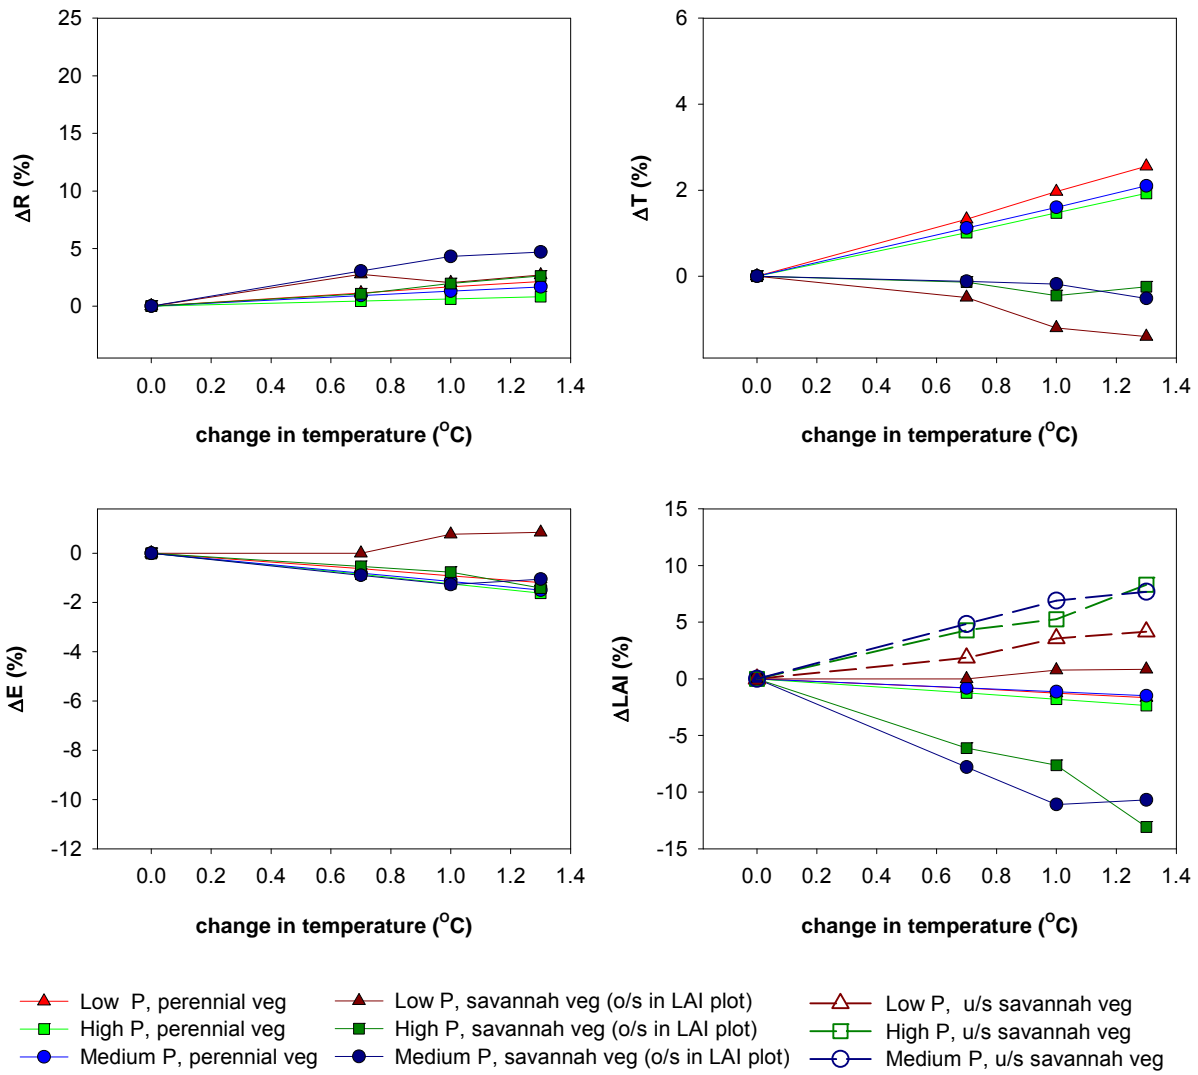 25
20
15
10
5
0
ΔR (%)
0.0 0.2 0.4 0.6 0.8 1.0 1.2 1.4
change in temperature (OC)
6
4
2
0
ΔT (%)
0.0 0.2 0.4 0.6 0.8 1.0 1.2 1.4
change in temperature (OC)
0
-2
-4
-6
-8
-10
-12
ΔE (%)
0.0 0.2 0.4 0.6 0.8 1.0 1.2 1.4
change in temperature (OC)
15
10
5
0
-5
-10
-15
ΔLAI (%)
0.0 0.2 0.4 0.6 0.8 1.0 1.2 1.4
change in temperature (OC)
Low P, perennial veg
High P, perennial veg
Medium P, perennial veg
Low P, savannah veg (o/s in LAI plot)
High P, savannah veg (o/s in LAI plot)
Medium P, savannah veg (o/s in LAI plot)
Low P, u/s savannah veg
High P, u/s savannah veg
Medium P, u/s savannah veg